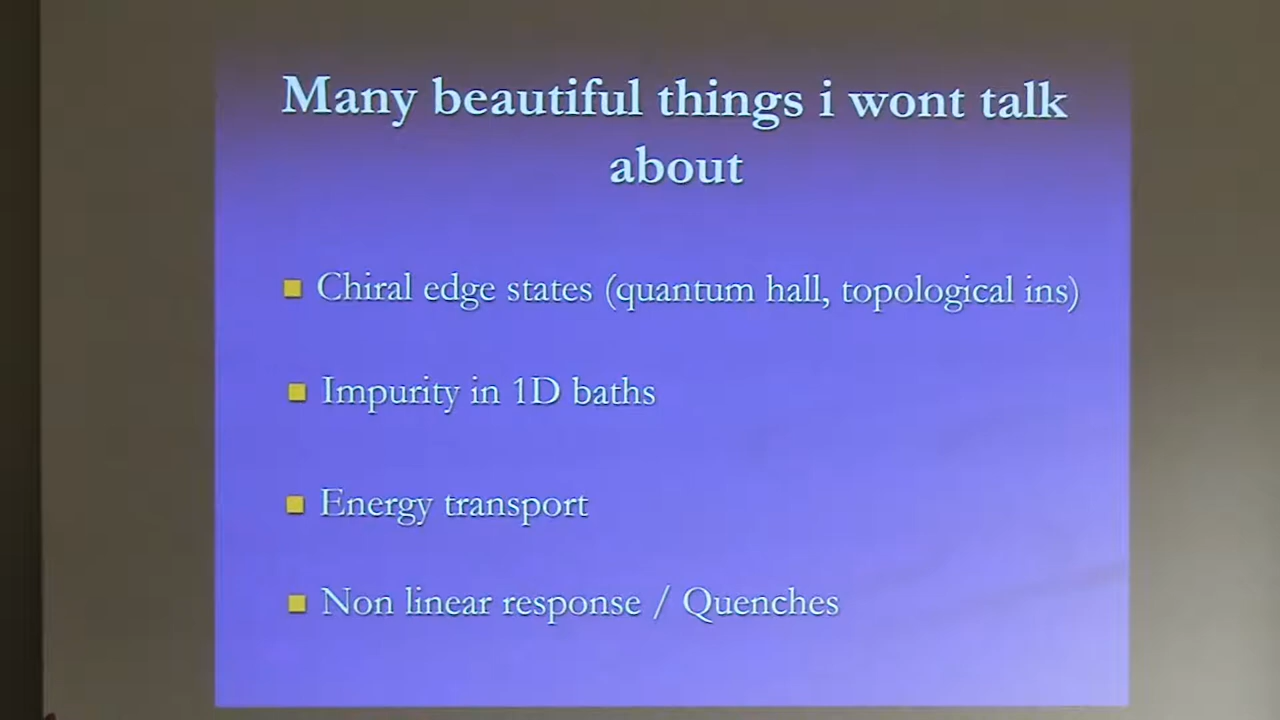 Many beautiful things i wont talk
about
Chiral edge states (quantum hall, topological ins)
Impurity in 1D baths
Energy transport
Non linear response / Quenches